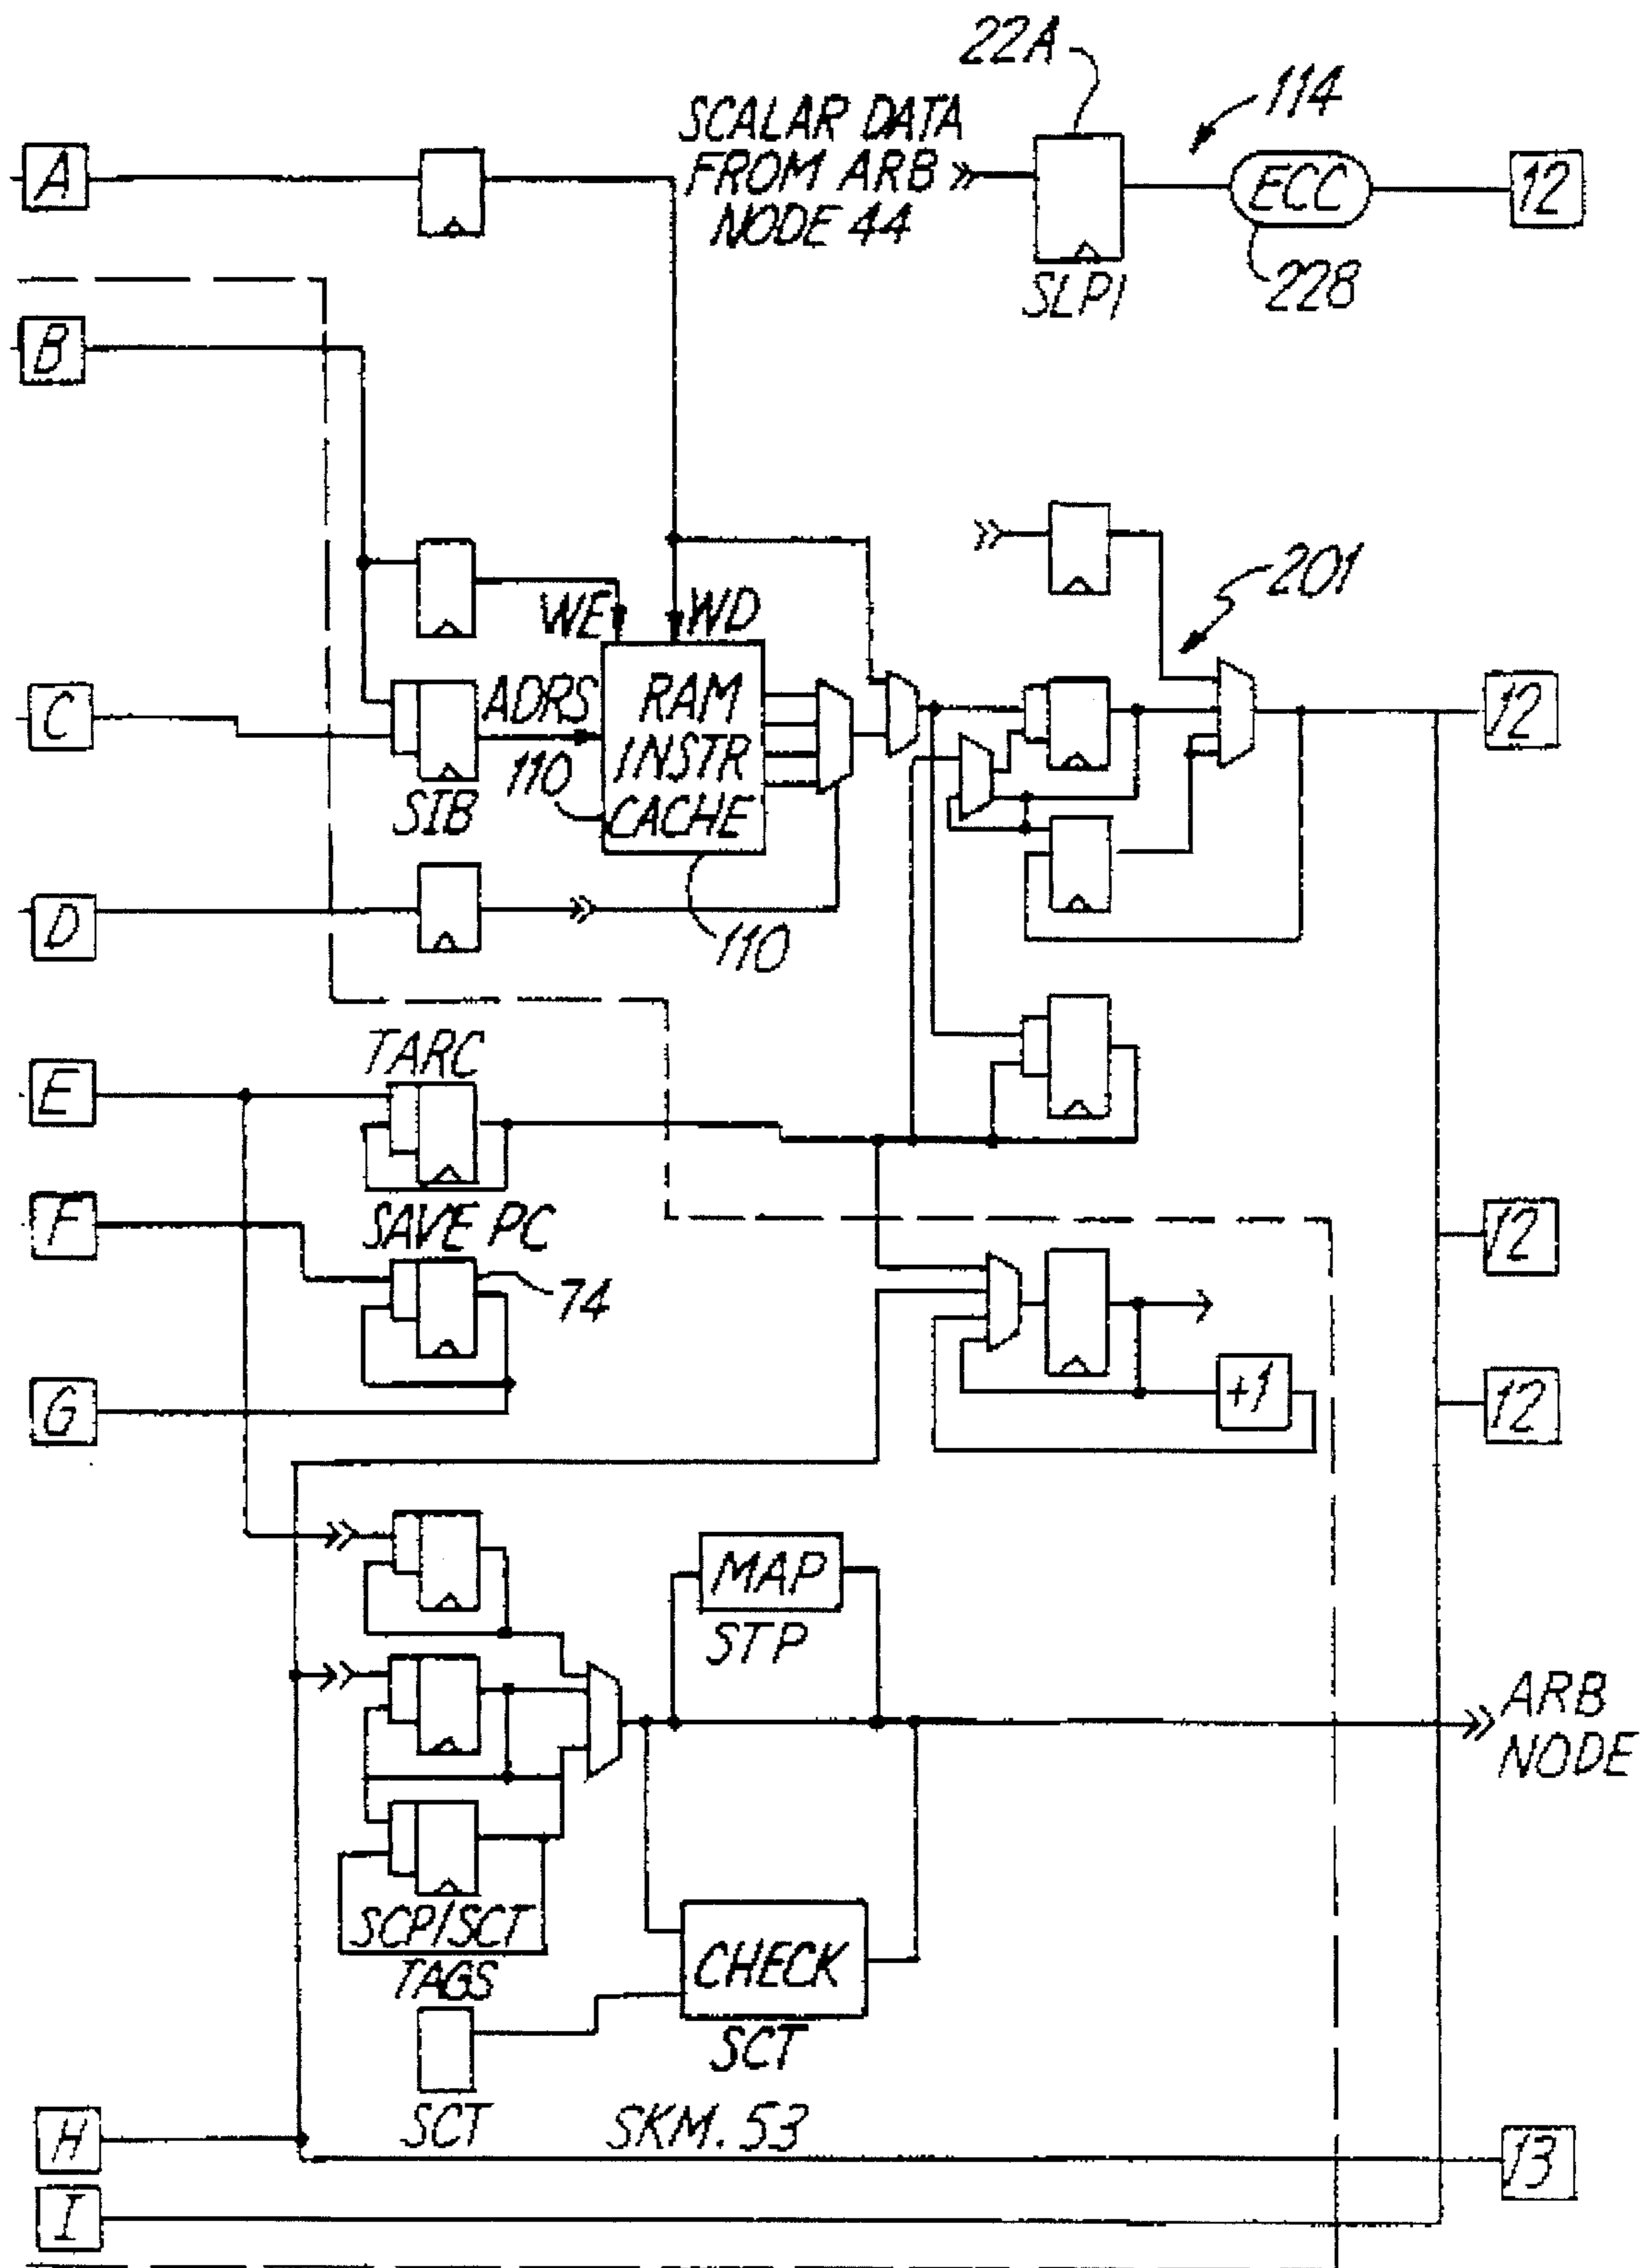 22A
114
A
SCALAR DATA
FROM ARB
NODE 44
ECC
12
SLPI
228
B
201
WE
WD
C
ADRS
RAM
INSTR
CACHE
110
12
SIB
D
110
TARC
E
F
SAVE PC
74
12
G
+1
12
MAP
STP
ARB
NODE
SCP/SCT
TAGS
CHECK
SCT
SCT
SKM. 53
H
13
I